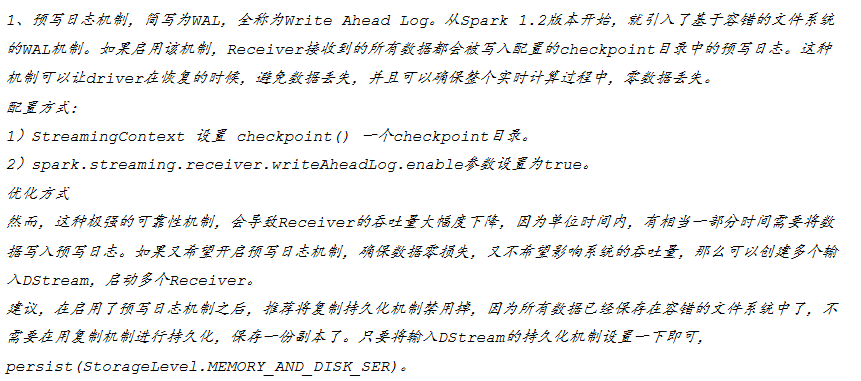 1、预写日志机制, 简写为WAL, 全称为Write Ahead Log。从Spark 1.2版本开始, 就引入了基于容错的文件系统
的WAL机制。如果启用该机制, Receiver接收到的所有数据都会被写入配置的checkpoint目录中的预写日志。这种
机制可以让driver在恢复的时候, 避免数据丢失, 并且可以确保整个实时计算过程中, 零数据丢失。
配置方式:
1）StreamingContext 设置 checkpoint() 一个checkpoint目录。
2）spark.streaming.receiver.writeAheadLog.enable参数设置为true。
优化方式
然而, 这种极强的可靠性机制, 会导致Receiver的吞吐量大幅度下降, 因为单位时间内, 有相当一部分时间需要将数
据写入预写日志。如果又希望开启预写日志机制, 确保数据零损失, 又不希望影响系统的吞吐量, 那么可以创建多个输
入DStream, 启动多个Receiver。
建议, 在启用了预写日志机制之后, 推荐将复制持久化机制禁用掉, 因为所有数据已经保存在容错的文件系统中了, 不
需要在用复制机制进行持久化, 保存一份副本了。只要将输入DStream的持久化机制设置一下即可,
persist(StorageLevel.MEMORY_AND_DISK_SER)。